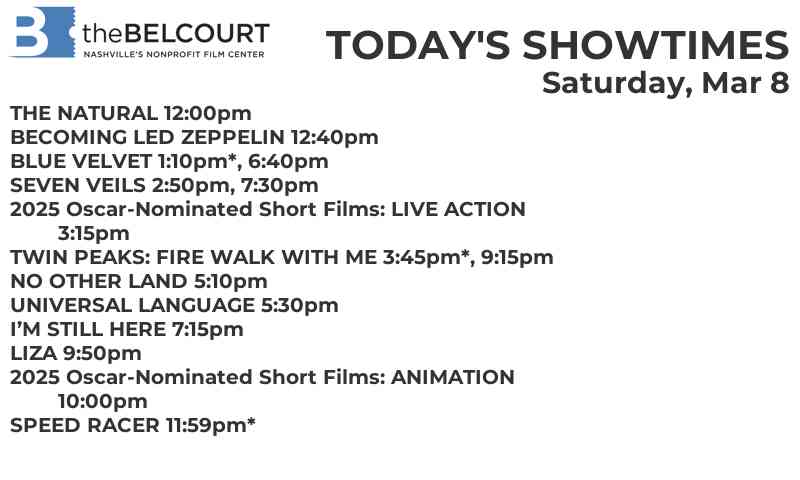 B theBELCOURT
NASHVILLE'S NONPROFIT FILM CENTER
TODAY'S SHOWTIMES
Saturday, Mar 8
THE NATURAL 12:00pm
BECOMING LED ZEPPELIN 12:40pm
BLUE VELVET 1:10pm*, 6:40pm
SEVEN VEILS 2:50pm, 7:30pm
2025 Oscar-Nominated Short Films: LIVE ACTION
3:15pm
TWIN PEAKS: FIRE WALK WITH ME 3:45pm*, 9:15pm
NO OTHER LAND 5:10pm
UNIVERSAL LANGUAGE 5:30pm
I’M STILL HERE 7:15pm
LIZA 9:50pm
2025 Oscar-Nominated Short Films: ANIMATION
10:00pm
SPEED RACER 11:59pm*